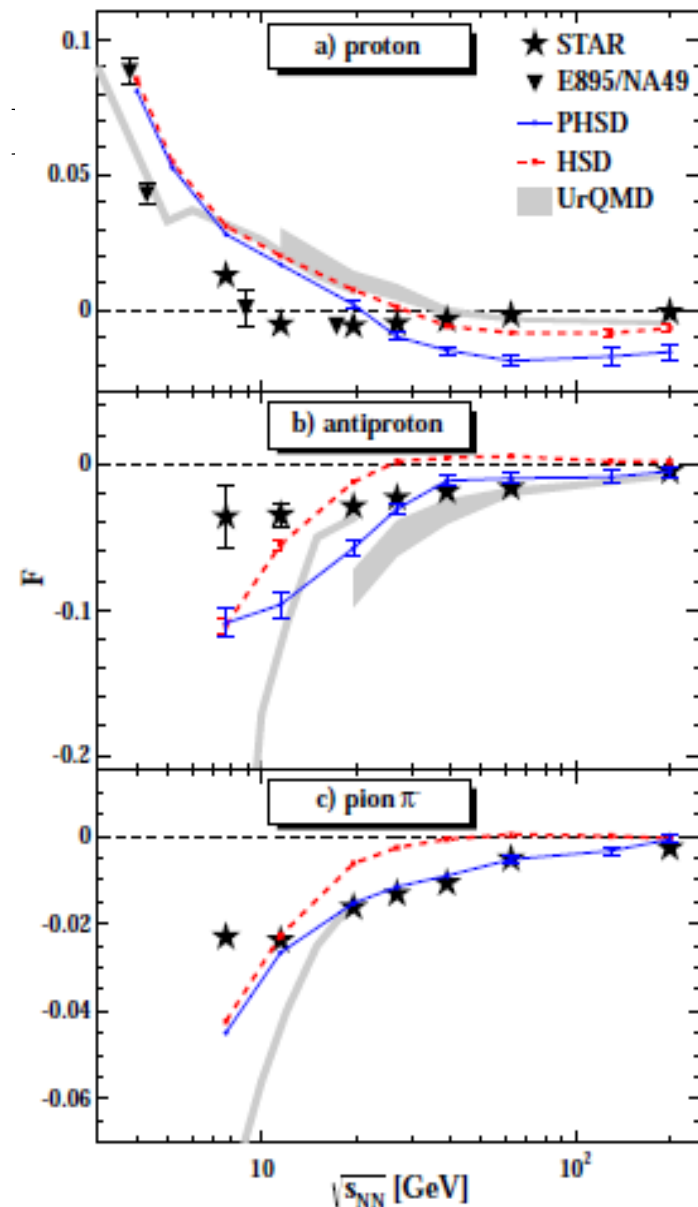 0.1
a) proton
STAR
E895/NA49
PHSD
HSD
UrQMD
0.05
0
b) antiproton
0
F
-0.1
-0.2
c) pion π⁻
0
-0.02
-0.04
-0.06
10
10²
√sNN [GeV]